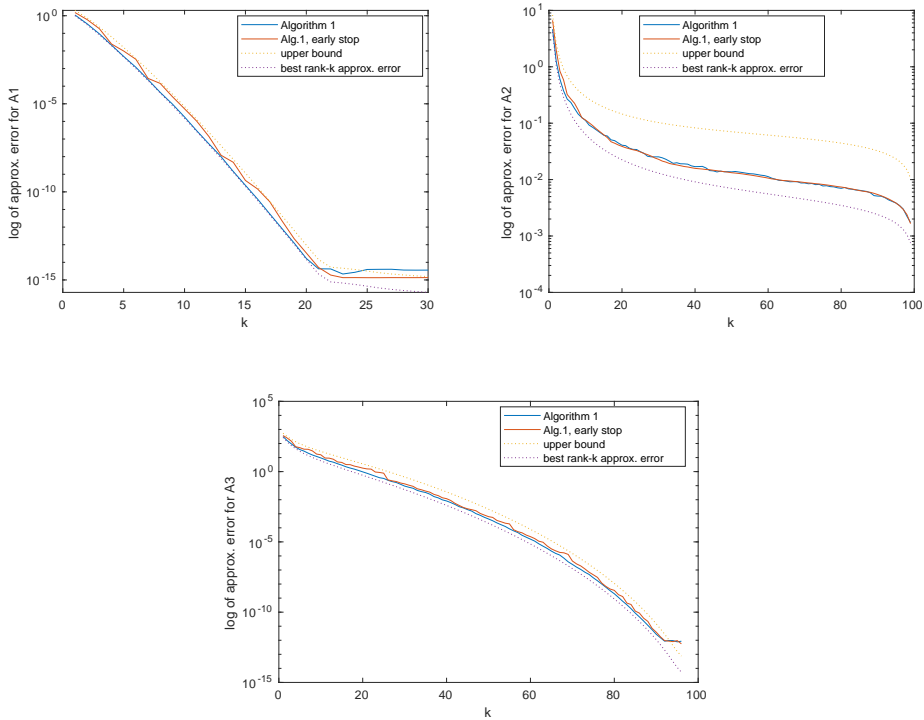 log of approx. error for A1
10^0
10^-5
10^-10
10^-15
0 5 10 15 20 25 30
k
Algorithm 1
Alg.1, early stop
upper bound
best rank-k approx. error
log of approx. error for A2
10^2
10^1
10^0
10^-1
10^-2
10^-3
10^-4
0 20 40 60 80 100
k
Algorithm 1
Alg.1, early stop
upper bound
best rank-k approx. error
log of approx. error for A3
10^5
10^0
10^-5
10^-10
10^-15
0 20 40 60 80 100
k
Algorithm 1
Alg.1, early stop
upper bound
best rank-k approx. error